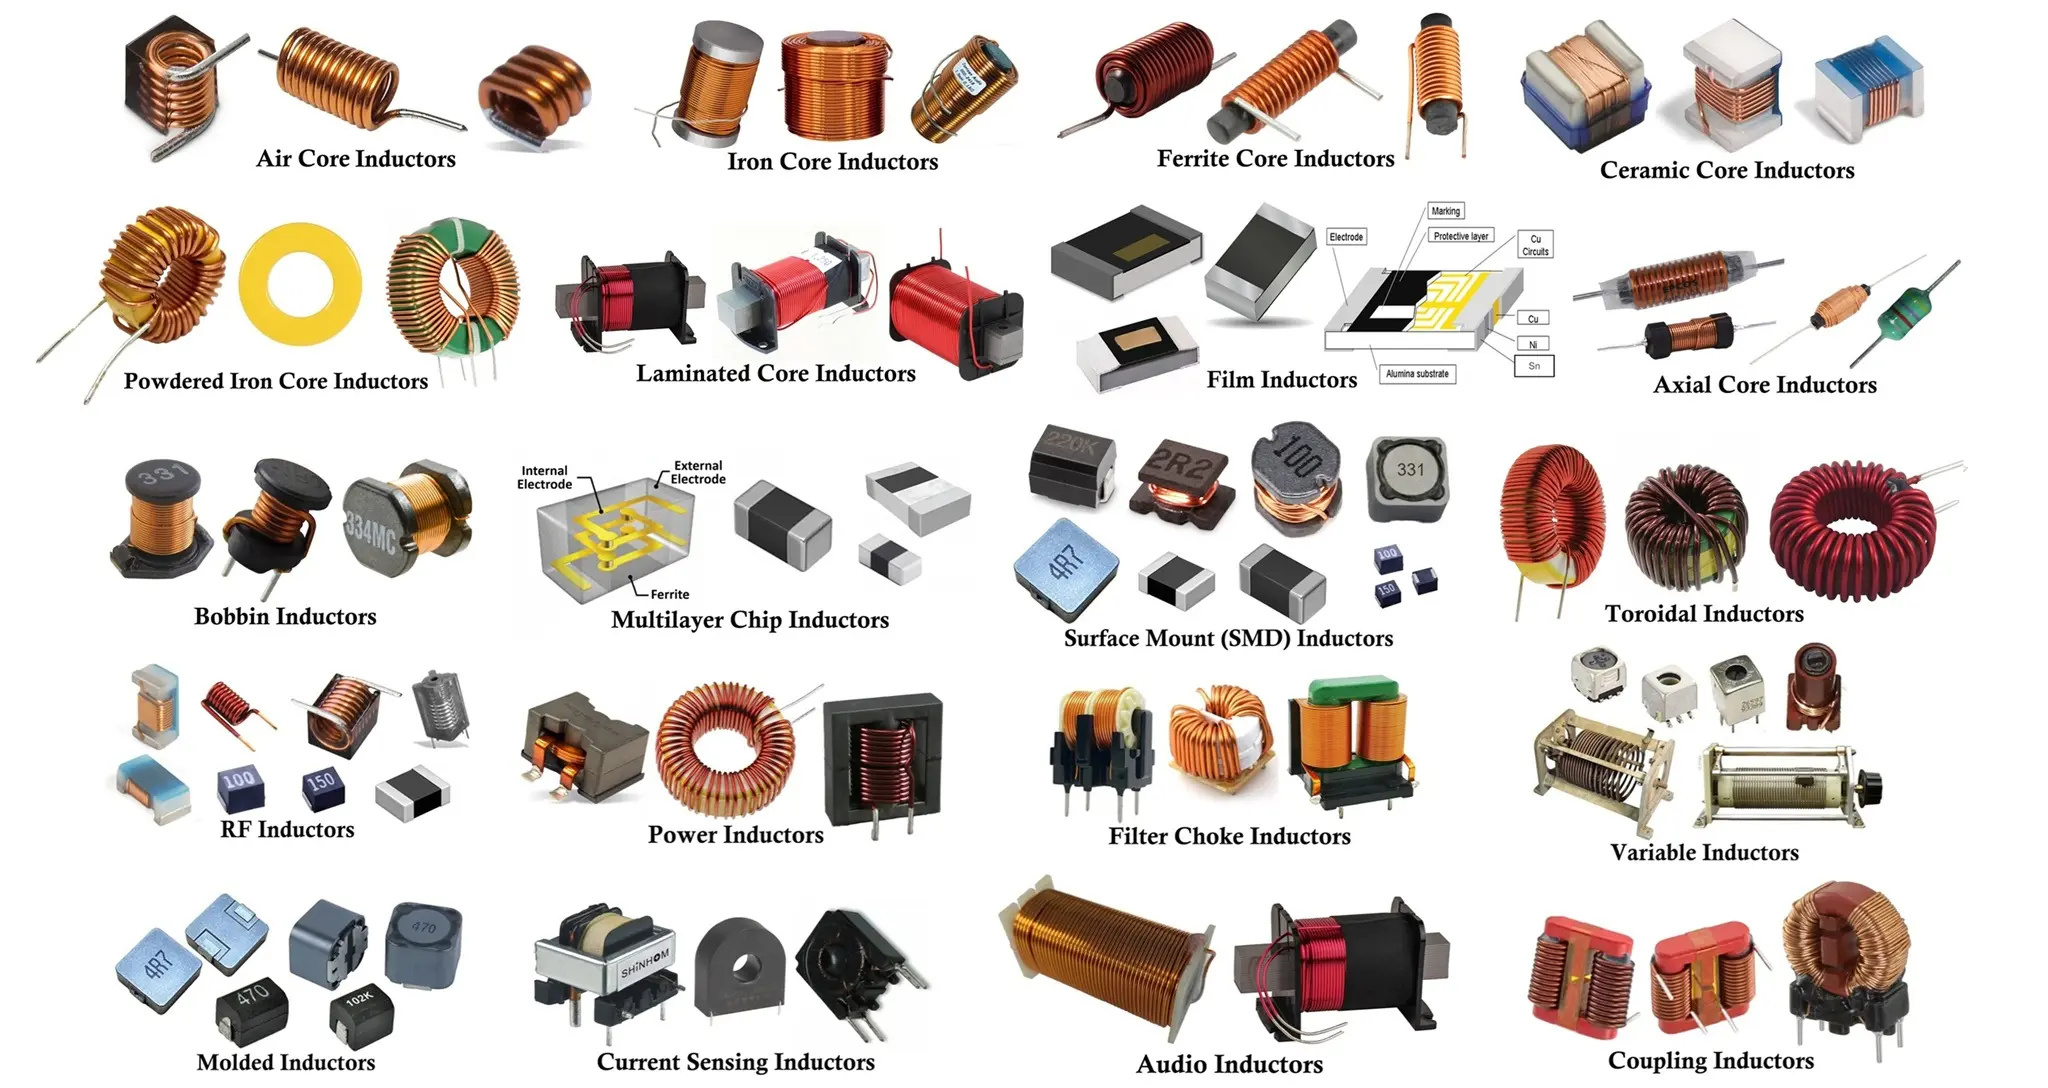 Air Core Inductors
Iron Core Inductors
Ferrite Core Inductors
Ceramic Core Inductors
Powdered Iron Core Inductors
Laminated Core Inductors
Marking
Electrode
Protective layer
Cu
Circuits
Cu
Ni
Sn
Alumina substrate
Film Inductors
EPCOS
Axial Core Inductors
331
334MC
Bobbin Inductors
Internal
Electrode
External
Electrode
Ferrite
Multilayer Chip Inductors
220K
2R2
100
331
4R7
100
150
Surface Mount (SMD) Inductors
Toroidal Inductors
100
150
RF Inductors
Power Inductors
Filter Choke Inductors
Variable Inductors
4R7
470
470
102K
Molded Inductors
SHiNHOM
Current Sensing Inductors
Audio Inductors
Coupling Inductors